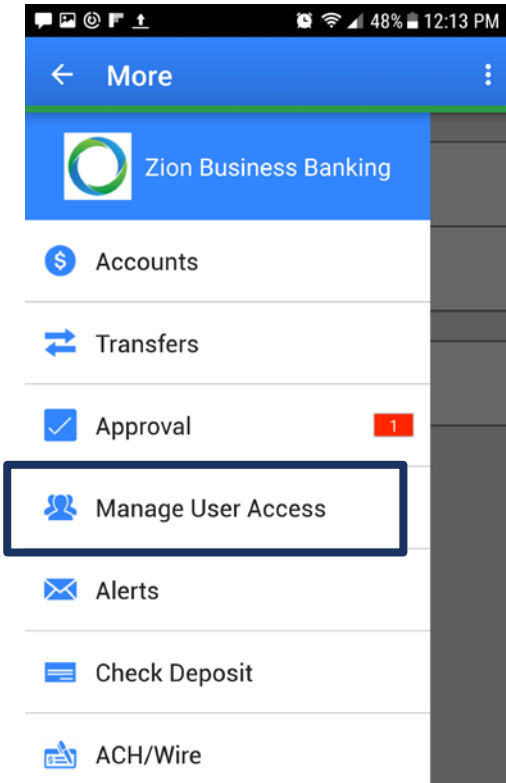 48% 12:13 PM
More
Zion Business Banking
$ Accounts
Transfers
Approval 1
Manage User Access
Alerts
Check Deposit
$ ACH/Wire